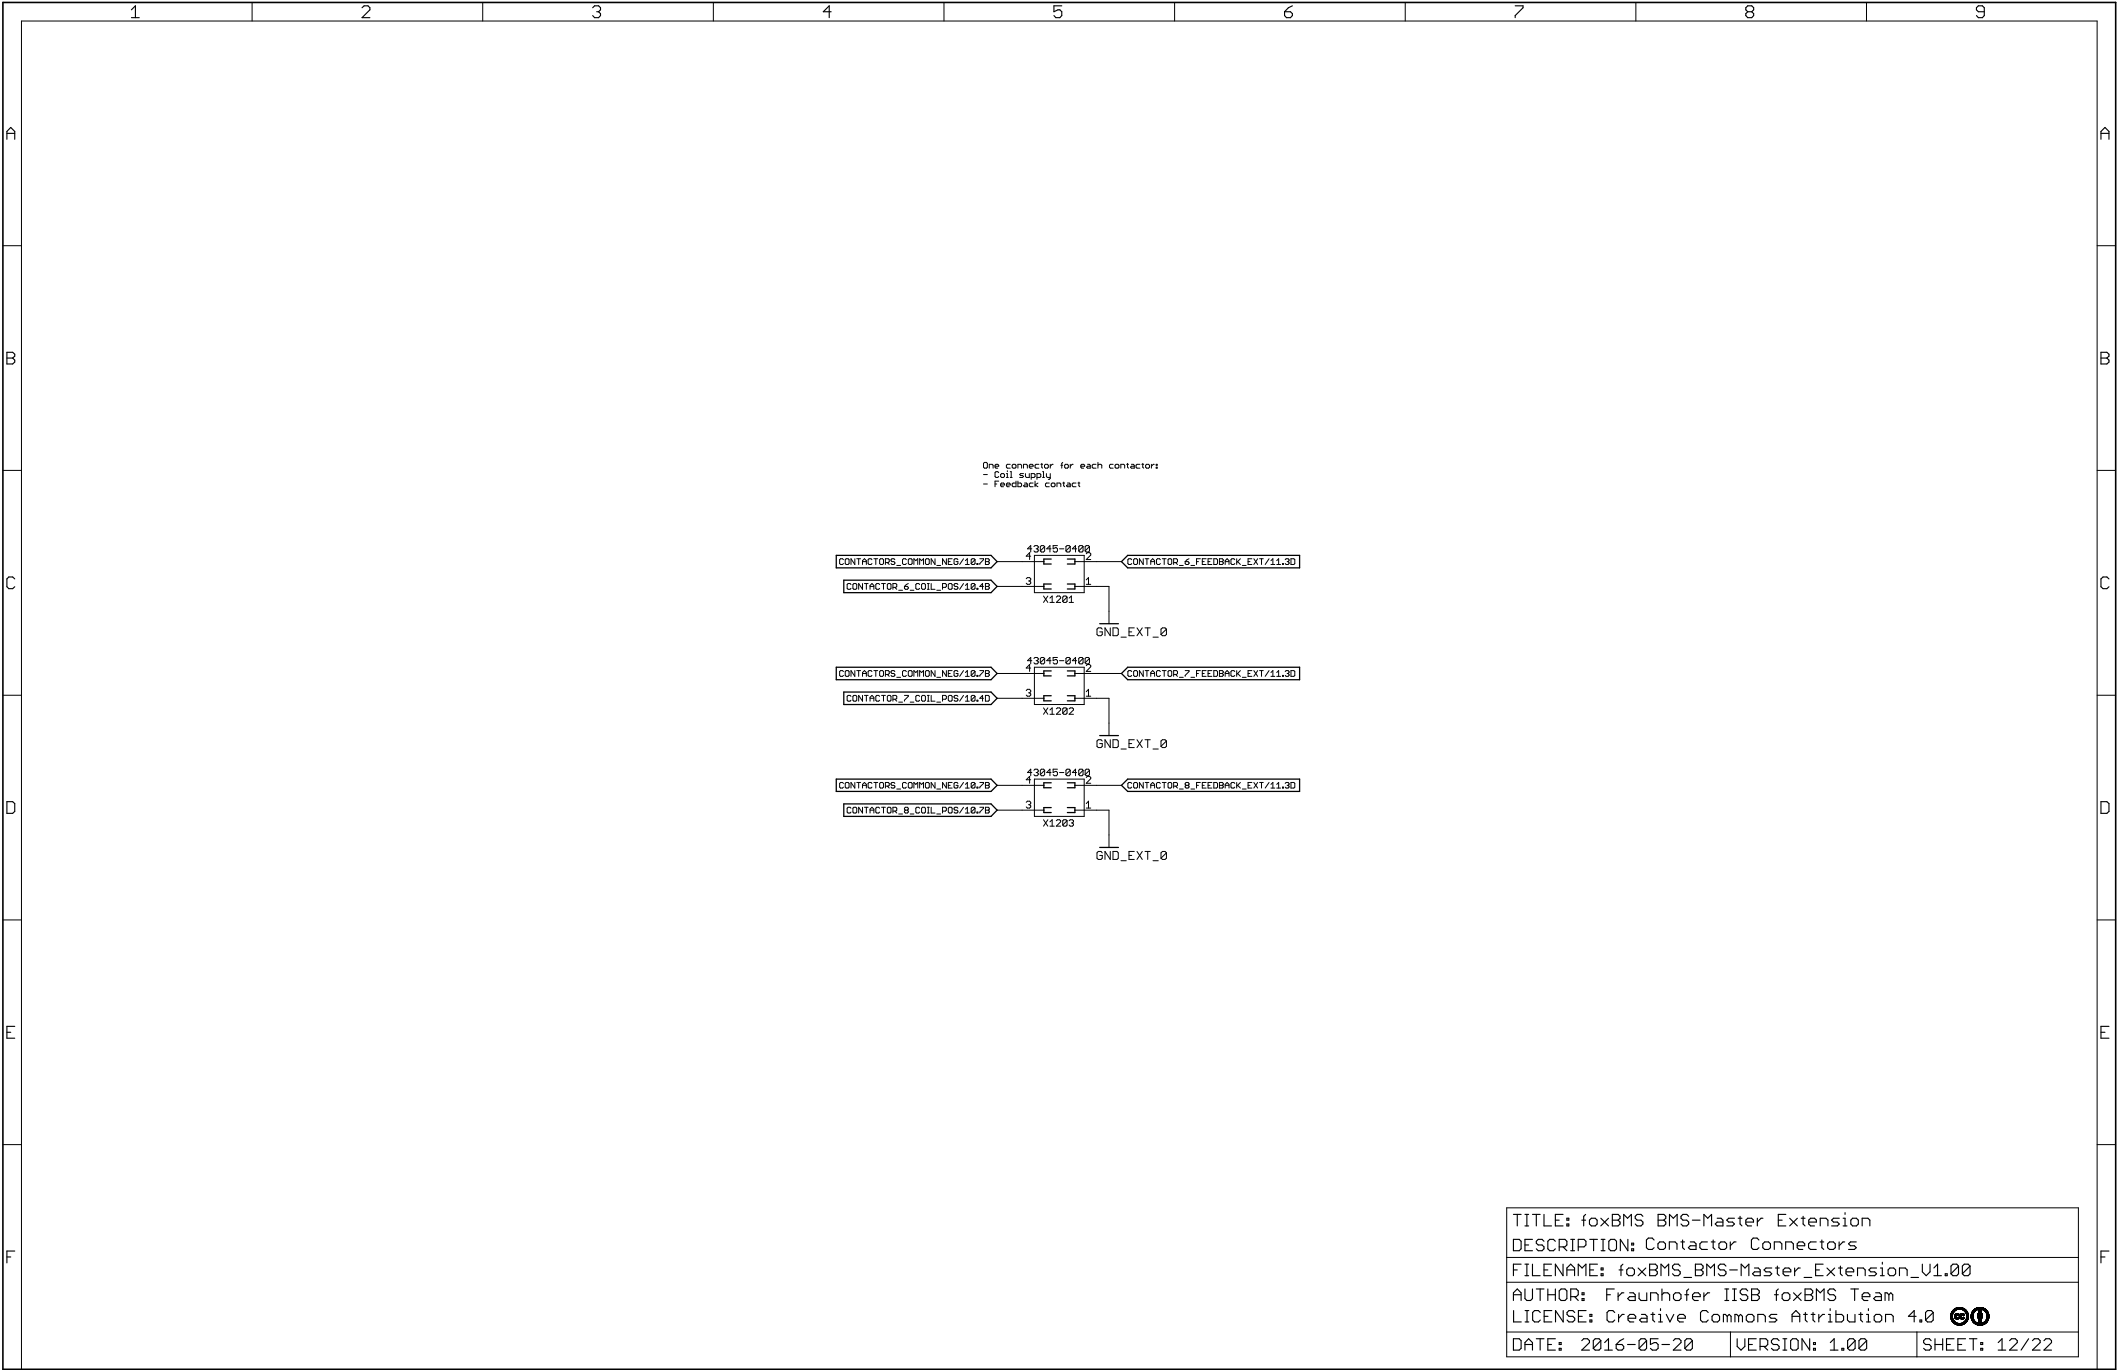 1 2 3 4 5 6 7 8 9
A A
B B
One connector for each contactor:
- Coil supply
- Feedback contact
43045-0400
CONTACTORS_COMMON_NEG/10.7B 4 2 CONTACTOR_6_FEEDBACK_EXT/11.3D
C C
CONTACTOR_6_COIL_POS/10.4B 3 1
X1201
GND_EXT_0
43045-0400
CONTACTORS_COMMON_NEG/10.7B 4 2 CONTACTOR_7_FEEDBACK_EXT/11.3D
CONTACTOR_7_COIL_POS/10.4D 3 1
X1202
GND_EXT_0
43045-0400
CONTACTORS_COMMON_NEG/10.7B 4 2 CONTACTOR_8_FEEDBACK_EXT/11.3D
D D
CONTACTOR_8_COIL_POS/10.7B 3 1
X1203
GND_EXT_0
E E
F F
TITLE: foxBMS BMS-Master Extension
DESCRIPTION: Contactor Connectors
FILENAME: foxBMS_BMS-Master_Extension_V1.00
AUTHOR: Fraunhofer IISB foxBMS Team
LICENSE: Creative Commons Attribution 4.0 cc
DATE: 2016-05-20 VERSION: 1.00 SHEET: 12/22